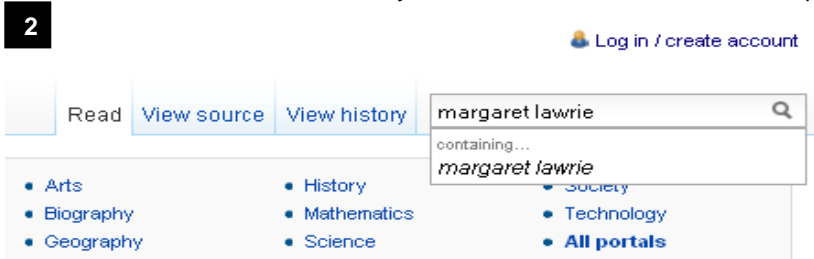 2
Log in / create account
Read View source View history margaret lawrie
containing...
margaret lawrie
• Arts • History • Society
• Biography • Mathematics • Technology
• Geography • Science • All portals